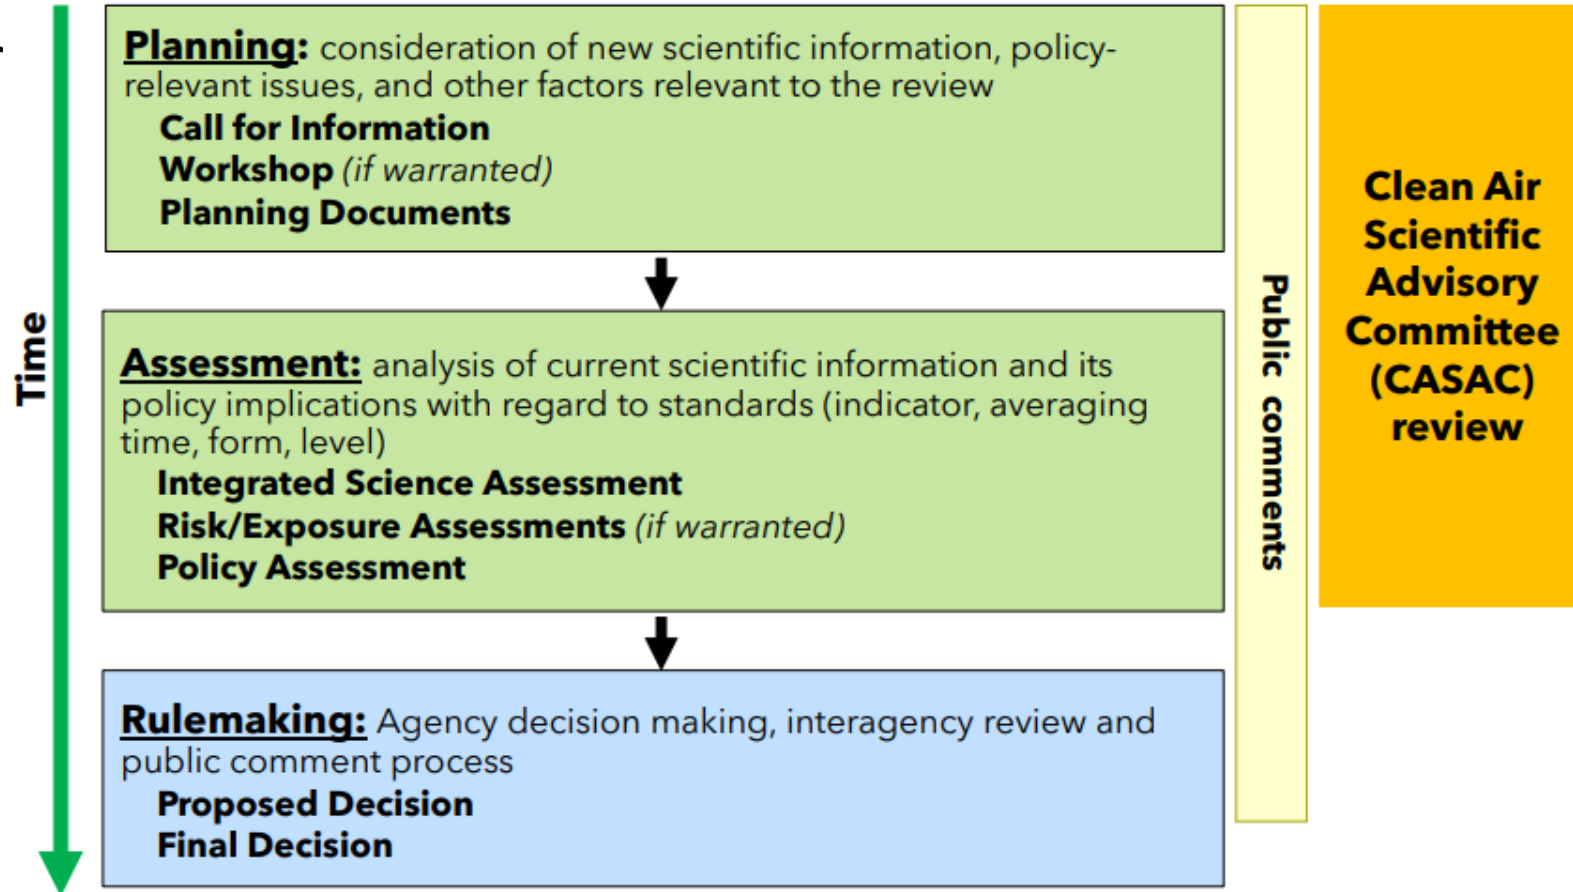 Planning: consideration of new scientific information, policy-
relevant issues, and other factors relevant to the review
Call for Information
Workshop (if warranted)
Planning Documents
Assessment: analysis of current scientific information and its
policy implications with regard to standards (indicator, averaging
time, form, level)
Integrated Science Assessment
Risk/Exposure Assessments (if warranted)
Policy Assessment
Rulemaking: Agency decision making, interagency review and
public comment process
Proposed Decision
Final Decision
Time
Public comments
Clean Air
Scientific
Advisory
Committee
(CASAC)
review